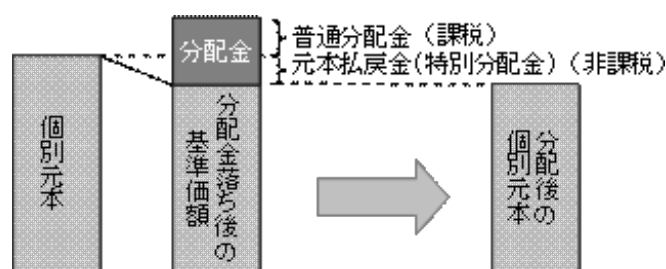 分配金
普通分配金（課税）
元本払戻金(特別分配金)（非課税）
個別元本
分配金落ち後の
基準価額
分配後の
個別元本